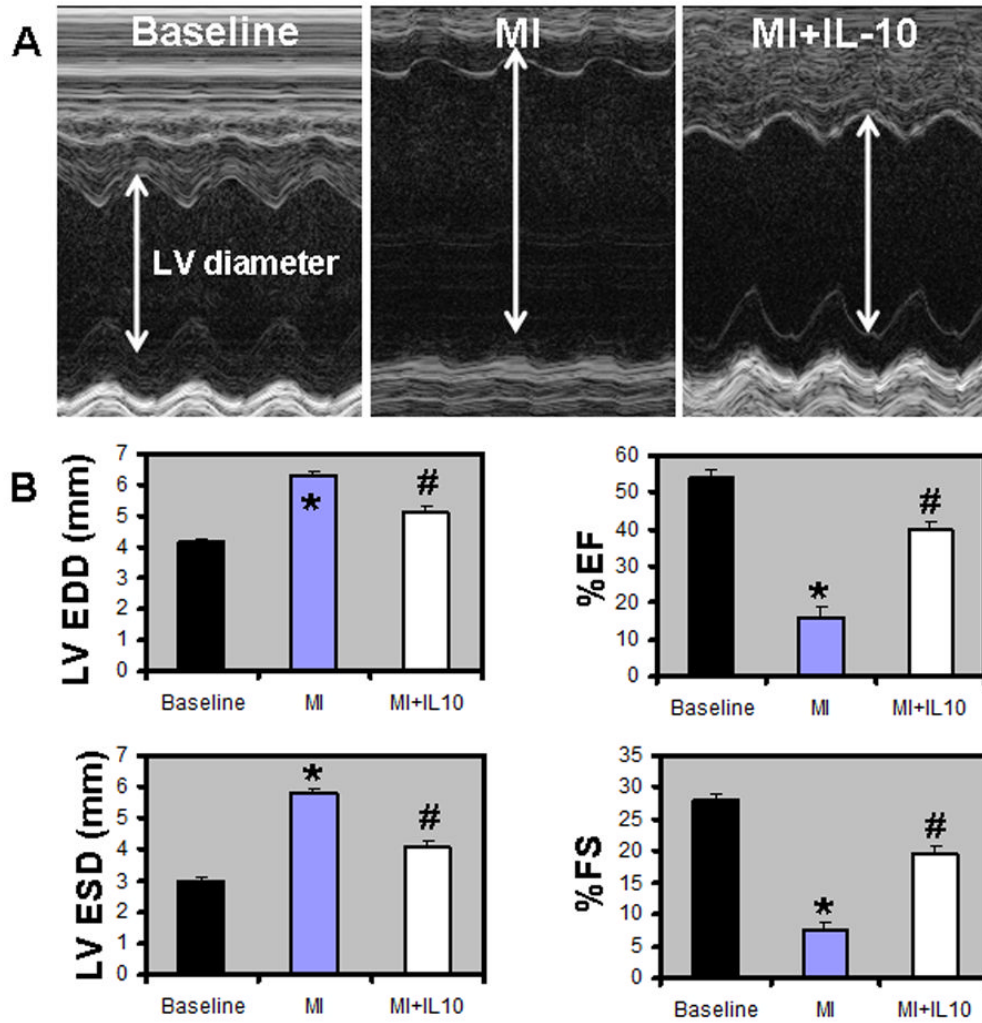 A
Baseline
MI
MI+IL-10
LV diameter
B
LV EDD (mm)
7
6
5
4
3
2
1
0
*
#
Baseline
MI
MI+IL10
%EF
60
50
40
30
20
10
0
*
#
Baseline
MI
MI+IL10
LV ESD (mm)
7
6
5
4
3
2
1
0
*
#
Baseline
MI
MI+IL10
%FS
35
30
25
20
15
10
5
0
*
#
Baseline
MI
MI+IL10